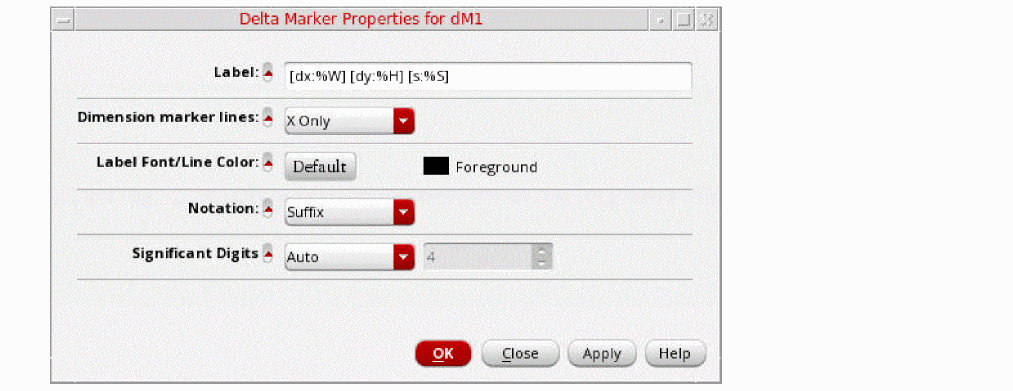 Delta Marker Properties for dM1
Label: [dx:%W] [dy:%H] [s:%S]
Dimension marker lines: X Only
Label Font/Line Color: Default Foreground
Notation: Suffix
Significant Digits Auto 4
OK Close Apply Help